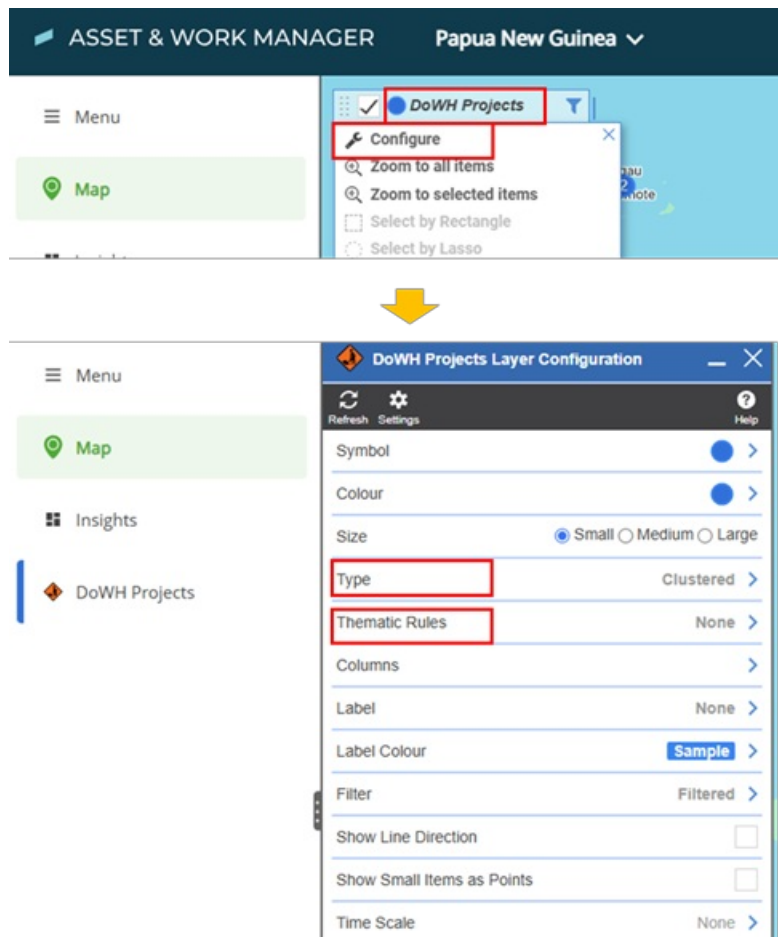 ASSET & WORK MANAGER Papua New Guinea
Menu
DoWH Projects
Configure
Map
Zoom to all items
Zoom to selected items
Select by Rectangle
Select by Lasso
DoWH Projects Layer Configuration
Menu
Refresh Settings Help
Map
Symbol
Colour
Insights
Size Small Medium Large
Type Clustered
DoWH Projects
Thematic Rules None
Columns
Label None
Label Colour Sample
Filter Filtered
Show Line Direction
Show Small Items as Points
Time Scale None